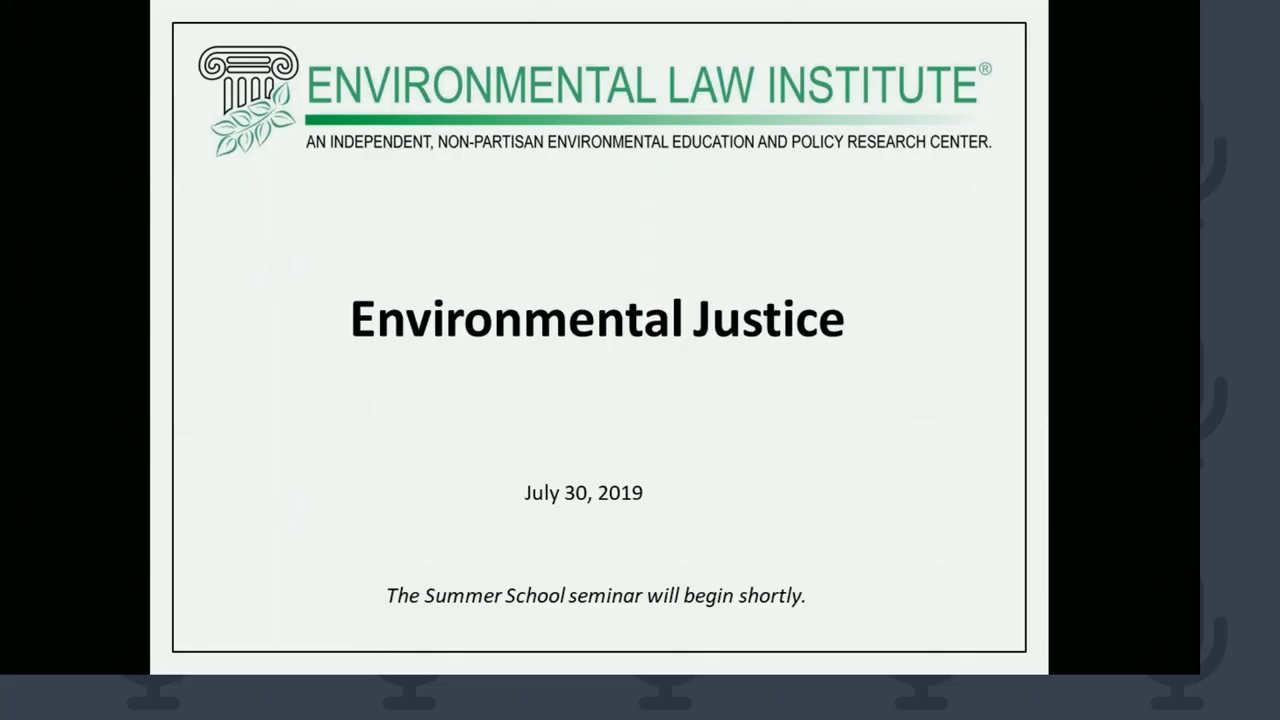 ENVIRONMENTAL LAW INSTITUTE®
AN INDEPENDENT, NON-PARTISAN ENVIRONMENTAL EDUCATION AND POLICY RESEARCH CENTER.
Environmental Justice
July 30, 2019
The Summer School seminar will begin shortly.